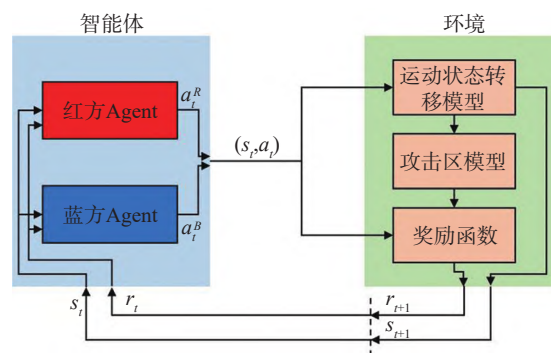 智能体
环境
红方Agent
a_t^R
蓝方Agent
a_t^B
(s_t,a_t)
运动状态转
移模型
攻击区模型
奖励函数
s_t
r_t
r_{t+1}
s_{t+1}